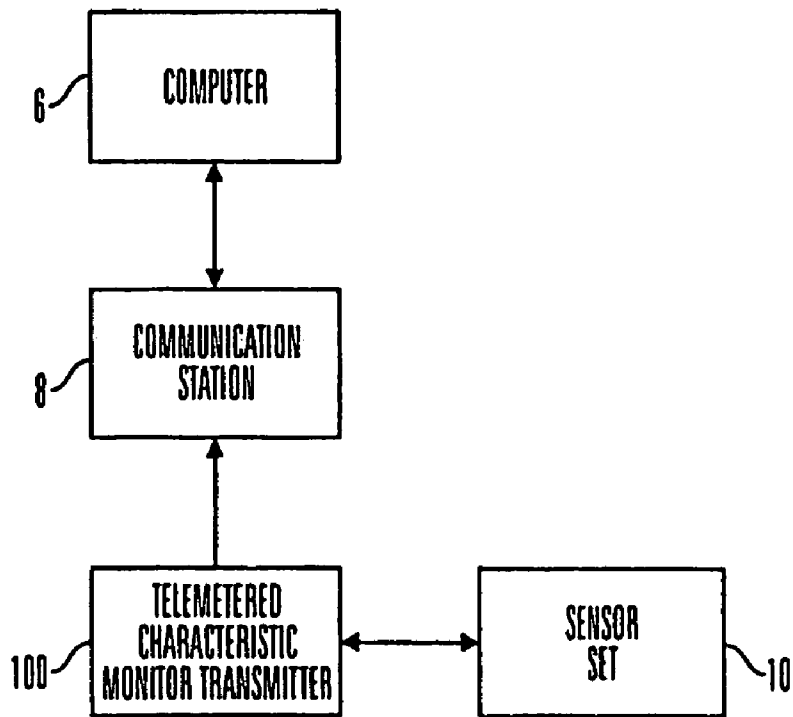 COMPUTER
6
COMMUNICATION
STATION
8
TELEMETERED
CHARACTERISTIC
MONITOR TRANSMITTER
100
SENSOR
SET
10